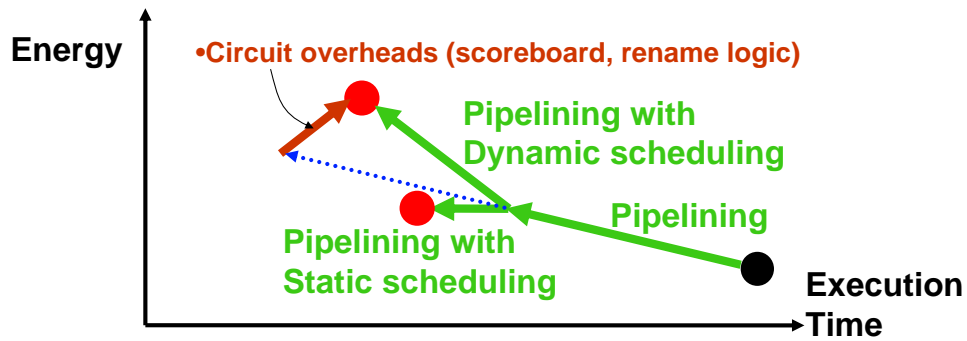 Energy
•Circuit overheads (scoreboard, rename logic)
Pipelining with
Dynamic scheduling
Pipelining
Pipelining with
Static scheduling
Execution
Time